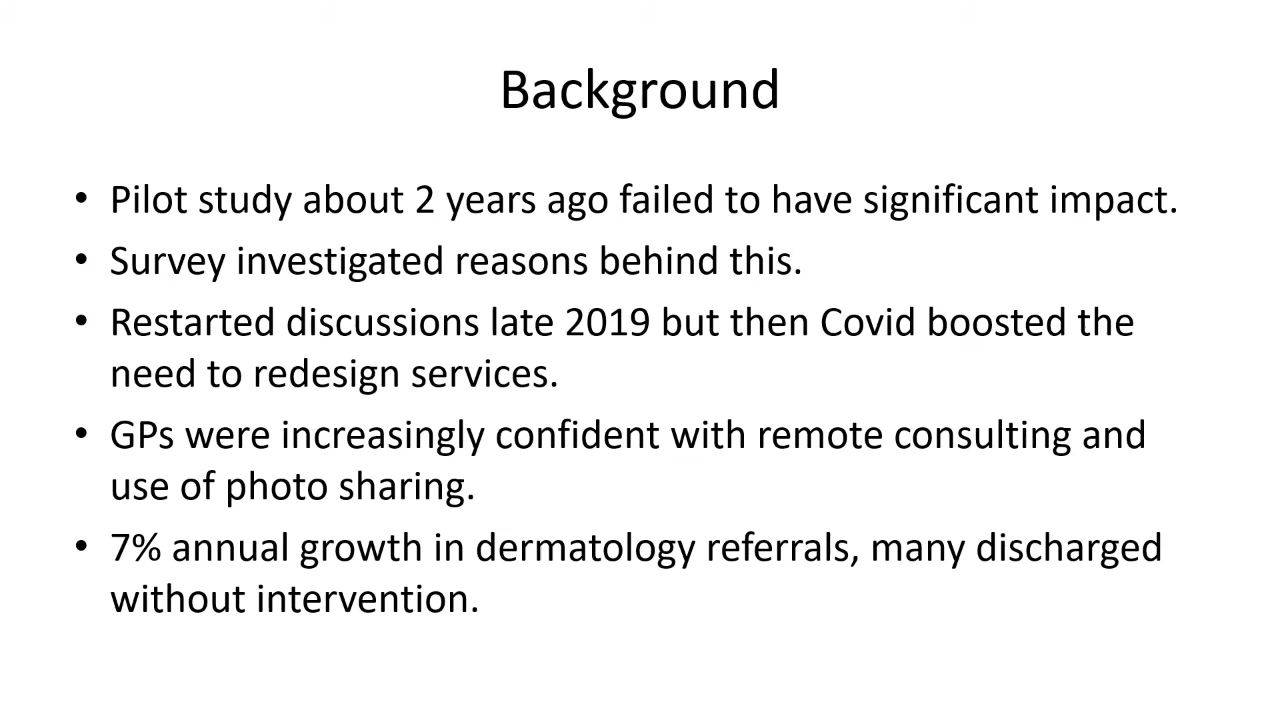 Background
• Pilot study about 2 years ago failed to have significant impact.
• Survey investigated reasons behind this.
• Restarted discussions late 2019 but then Covid boosted the
need to redesign services.
• GPs were increasingly confident with remote consulting and
use of photo sharing.
• 7% annual growth in dermatology referrals, many discharged
without intervention.